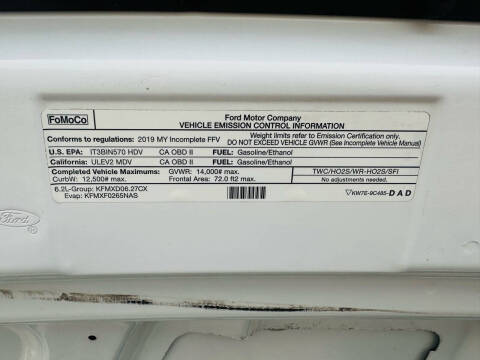 FoMoCo
Ford Motor Company
VEHICLE EMISSION CONTROL INFORMATION
Conforms to regulations: 2019 MY Incomplete FFV
Weight limits refer to Emission Certification only.
DO NOT EXCEED VEHICLE GVWR (See Incomplete Vehicle Manual)
U.S. EPA: IT3BIN570 HDV CA OBD II FUEL: Gasoline/Ethanol
California: ULEV2 MDV CA OBD II FUEL: Gasoline/Ethanol
Completed Vehicle Maximums: GVWR: 14,000# max.
CurbW: 12,500# max. Frontal Area: 72.0 ft2 max.
TWC/HO2S/WR-HO2S/SFI
No adjustments needed.
6.2L-Group: KFMXD06.27CX
Evap: KFMXF0265NAS
KW7E-9C485-DAD
Ford